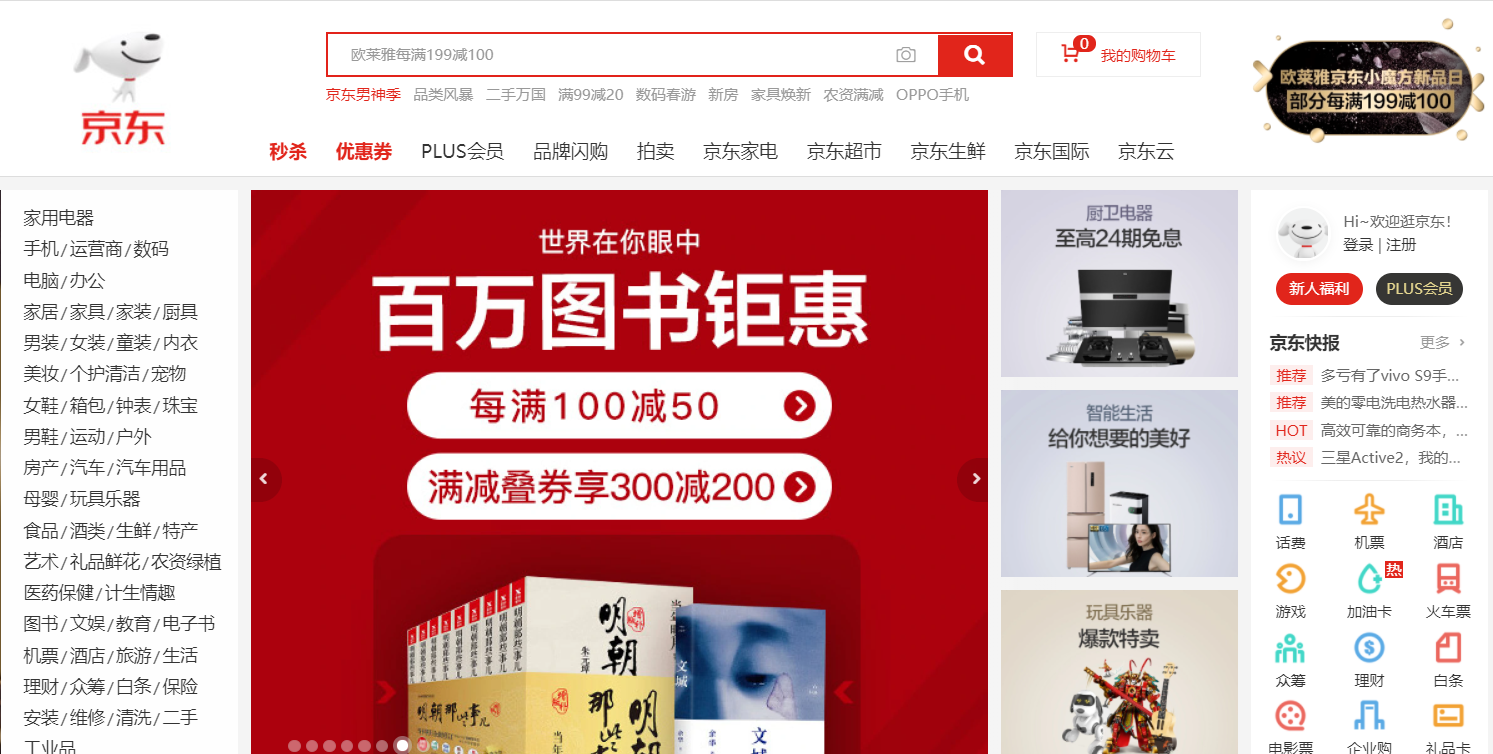 京东
欧莱雅每满199减100
0
我的购物车
欧莱雅京东小魔方新品日
部分每满199减100
京东男神季 品类风暴 二手万国 满99减20 数码春游 新房 家具焕新 农资满减 OPPO手机
秒杀 优惠券 PLUS会员 品牌闪购 拍卖 京东家电 京东超市 京东生鲜 京东国际 京东云
家用电器
手机/运营商/数码
电脑/办公
家居/家具/家装/厨具
男装/女装/童装/内衣
美妆/个护清洁/宠物
女鞋/箱包/钟表/珠宝
男鞋/运动/户外
房产/汽车/汽车用品
母婴/玩具乐器
食品/酒类/生鲜/特产
艺术/礼品鲜花/农资绿植
医药保健/计生情趣
图书/文娱/教育/电子书
机票/酒店/旅游/生活
理财/众筹/白条/保险
安装/维修/清洗/二手
工业品
世界在你眼中
百万图书钜惠
每满100减50
满减叠券享300减200
明朝那些事儿
明朝那些事儿
明朝
朱元璋
明朝那些事儿
那些
明
当年
文城
文城
余华
厨卫电器
至高24期免息
智能生活
给你想要的美好
玩具乐器
爆款特卖
Hi~欢迎逛京东!
登录 | 注册
新人福利 PLUS会员
京东快报 更多
推荐 多亏有了vivo S9手...
推荐 美的零电洗电热水器...
HOT 高效可靠的商务本，...
热议 三星Active2，我的...
话费 机票 酒店
热
游戏 加油卡 火车票
众筹 理财 白条
电影票 企业购 礼品卡